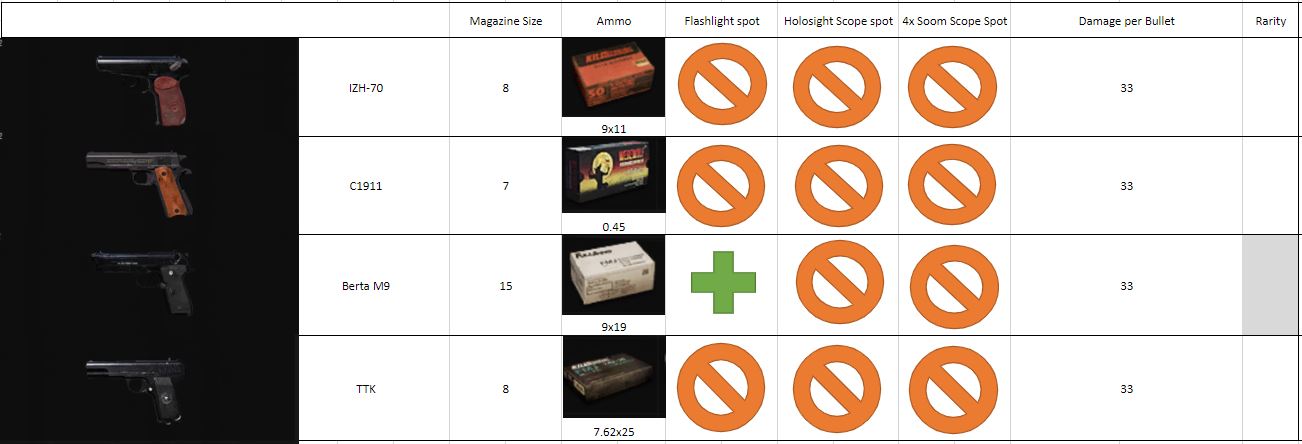 Magazine Size Ammo Flashlight spot Holosight Scope spot 4x Soom Scope Spot Damage per Bullet Rarity
IZH-70 8 33
50
9x11
C1911 7 33
0.45
Berta M9 15 33
9x19
TTK 8 33
7.62x25